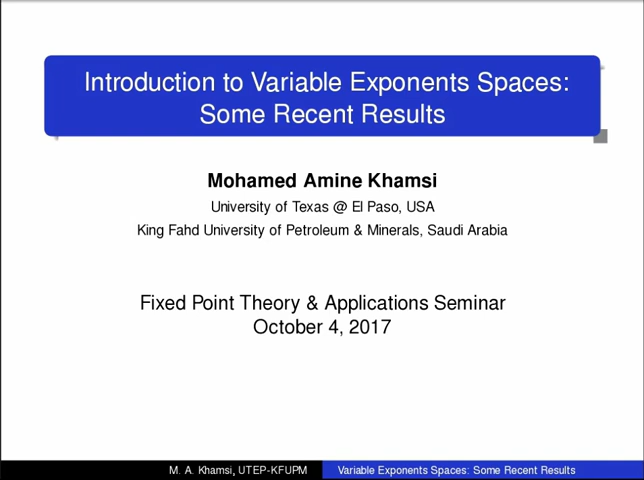 Introduction to Variable Exponents Spaces:
Some Recent Results
Mohamed Amine Khamsi
University of Texas @ El Paso, USA
King Fahd University of Petroleum & Minerals, Saudi Arabia
Fixed Point Theory & Applications Seminar
October 4, 2017
M. A. Khamsi, UTEP-KFUPM
Variable Exponents Spaces: Some Recent Results